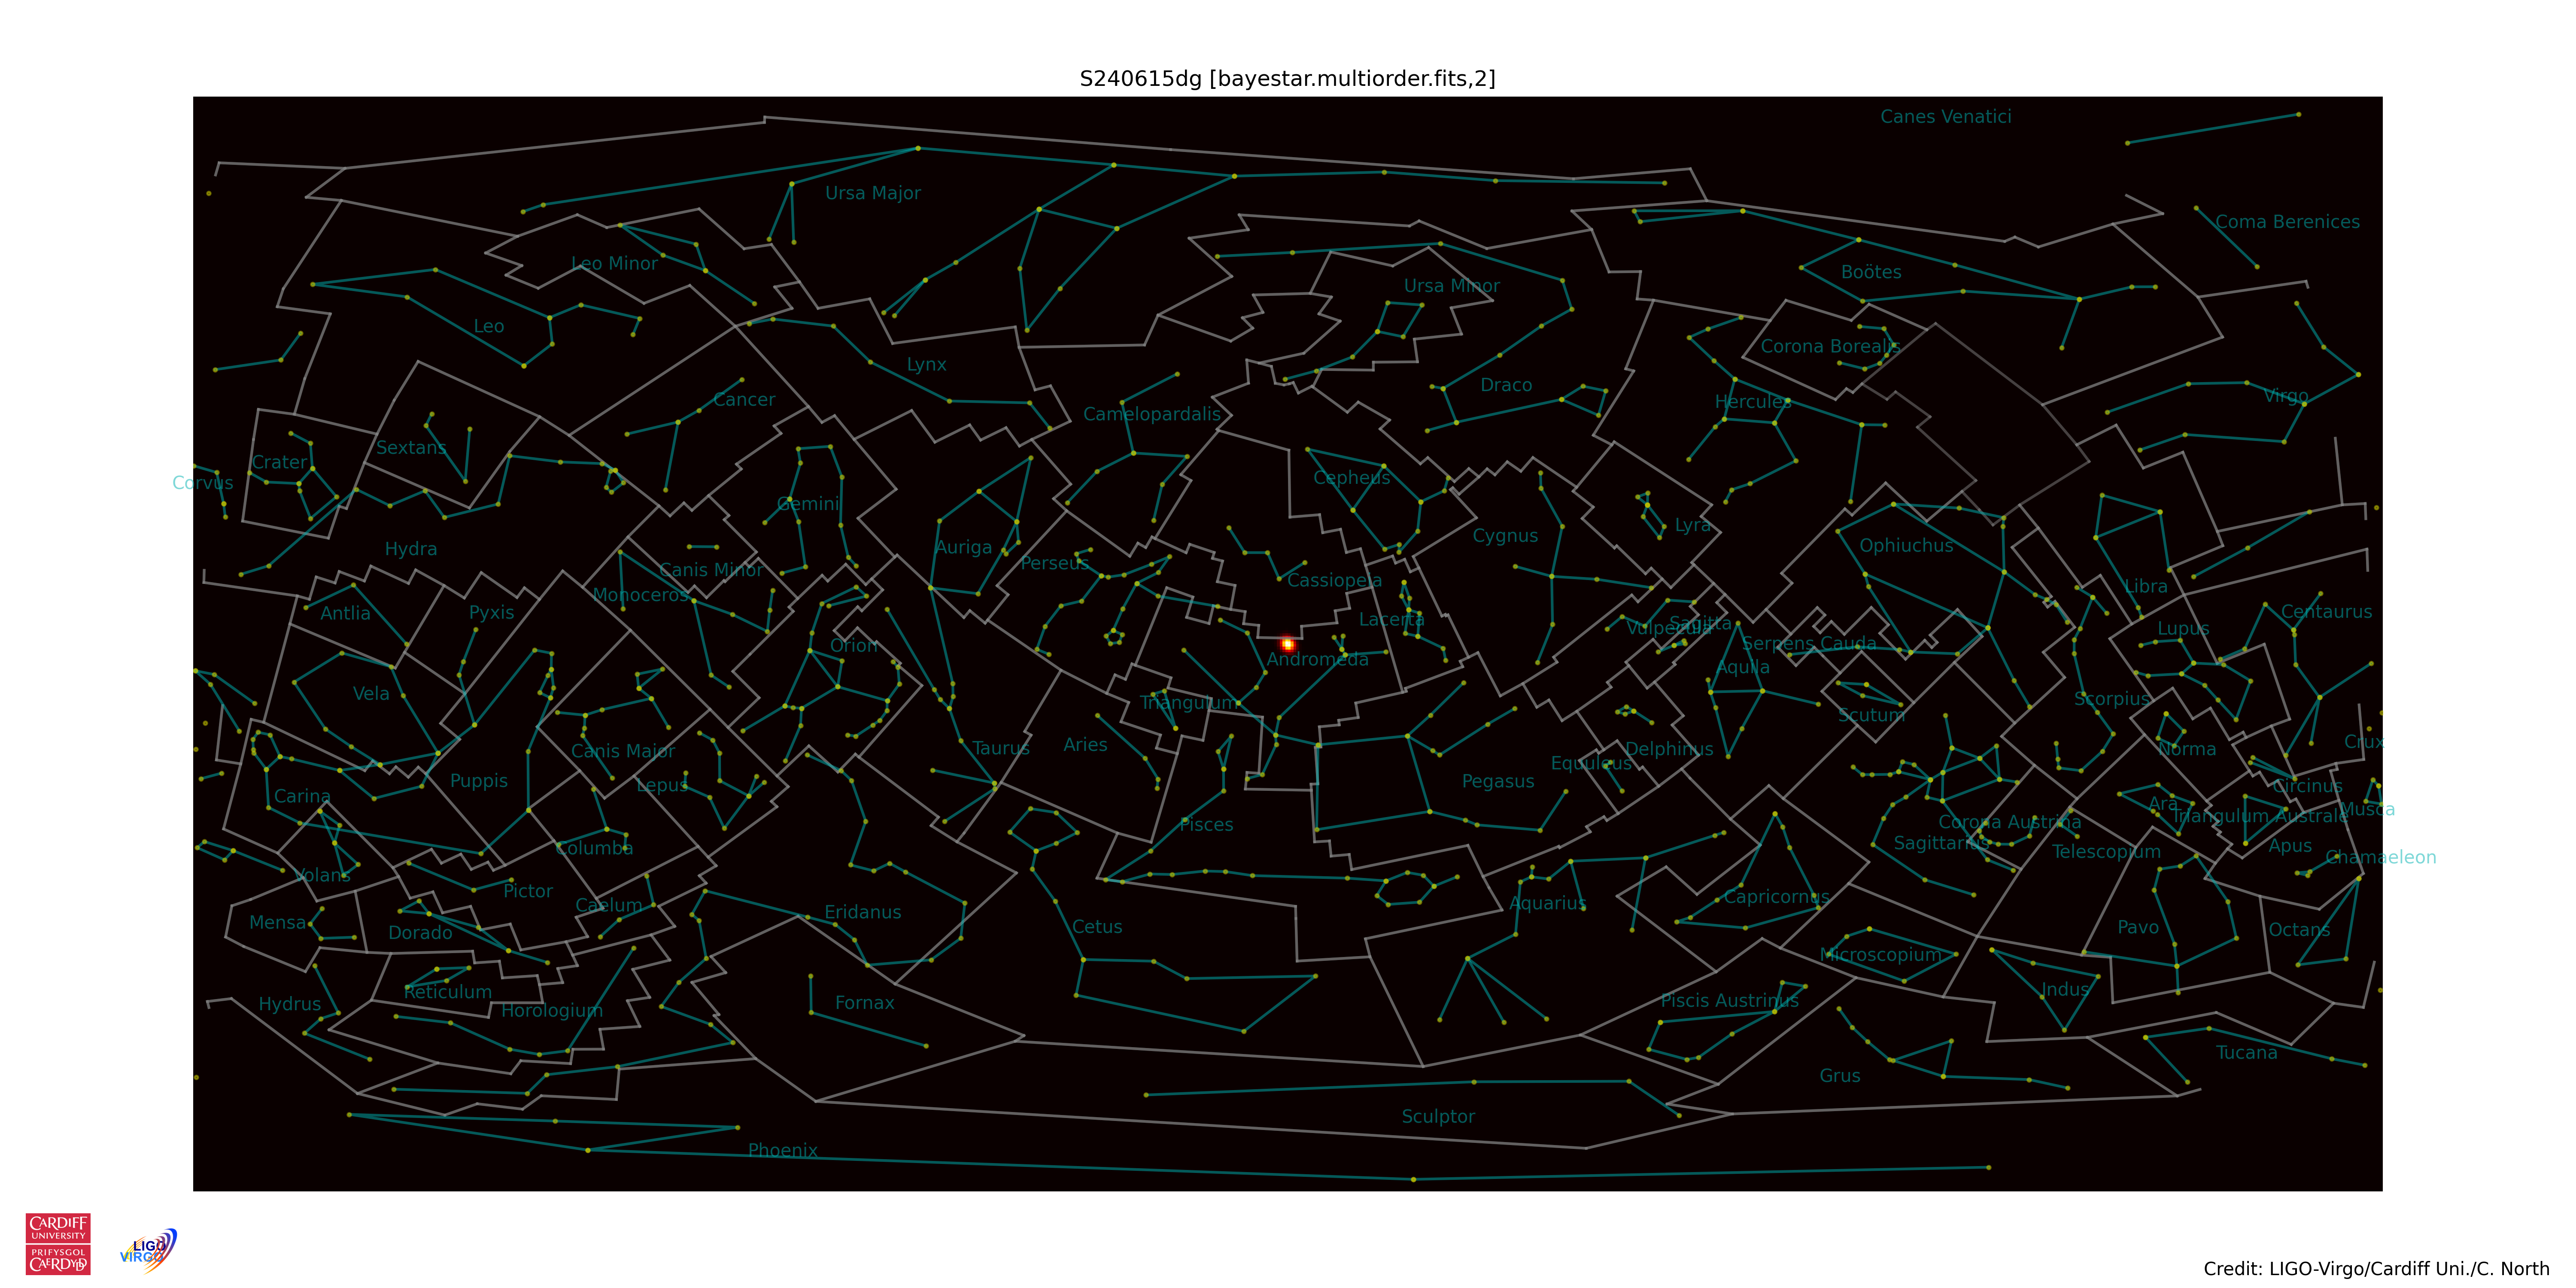 S240615dg [bayestar.multiorder.fits,2]
Canes Venatici
Ursa Major
Coma Berenices
Leo Minor
Boötes
Ursa Minor
Leo
Corona Borealis
Lynx
Draco
Cancer
Hercules
Virgo
Camelopardalis
Sextans
Crater
Cepheus
Corvus
Gemini
Lyra
Cygnus
Hydra
Auriga
Ophiuchus
Perseus
Canis Minor
Cassiopeia
Libra
Monoceros
Antlia
Pyxis
Lacerta
Centaurus
Vulpecula
Sagitta
Lupus
Orion
Serpens Cauda
Andromeda
Aquila
Vela
Triangulum
Scorpius
Scutum
Aries
Taurus
Canis Major
Delphinus
Norma
Crux
Equuleus
Puppis
Lepus
Pegasus
Circinus
Carina
Ara
Musca
Pisces
Corona Austrina
Triangulum Australe
Columba
Sagittarius
Telescopium
Apus
Chamaeleon
Volans
Pictor
Caelum
Eridanus
Aquarius
Capricornus
Mensa
Dorado
Cetus
Pavo
Octans
Microscopium
Reticulum
Indus
Hydrus
Horologium
Fornax
Piscis Austrinus
Tucana
Grus
Sculptor
Phoenix
CARDIFF
UNIVERSITY
PRIFYSGOL
CAERDYDD
LIGO
VIRGO
Credit: LIGO-Virgo/Cardiff Uni./C. North